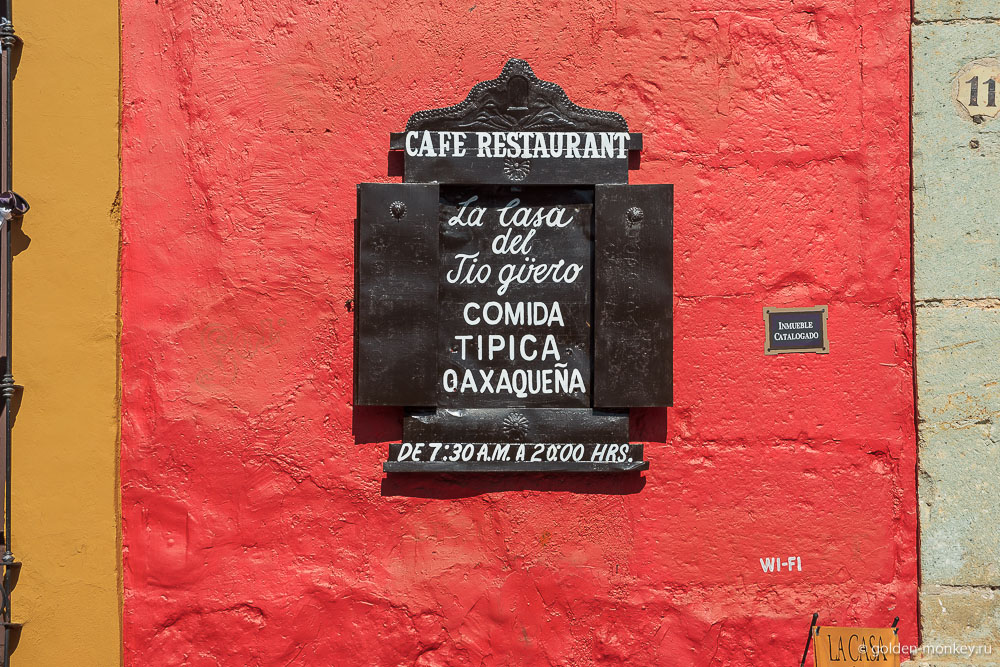 CAFE RESTAURANT
La Casa
del
Tio güero
COMIDA
TIPICA
OAXAQUEÑA
DE 7:30 A.M. A 20:00 HRS.
11
INMUEBLE
CATALOGADO
WI-FI
LA CASA
© golden-monkey.ru